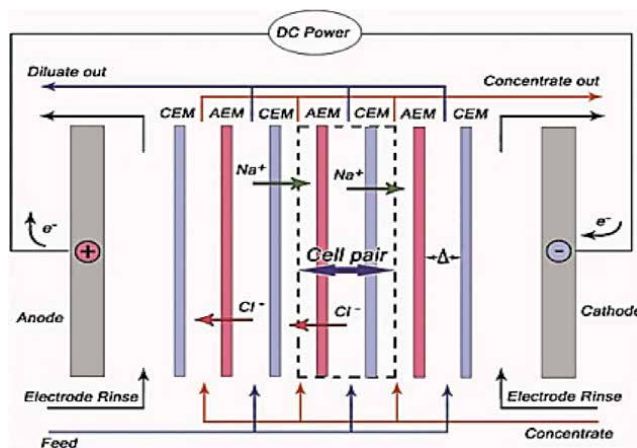 DC Power
Diluate out
Concentrate out
CEM AEM CEM AEM CEM AEM CEM
Na+ Na+
e- e-
+ -
Cell pair
Δ
Anode Cl - Cl - Cathode
Electrode Rinse Electrode Rinse
Feed Concentrate